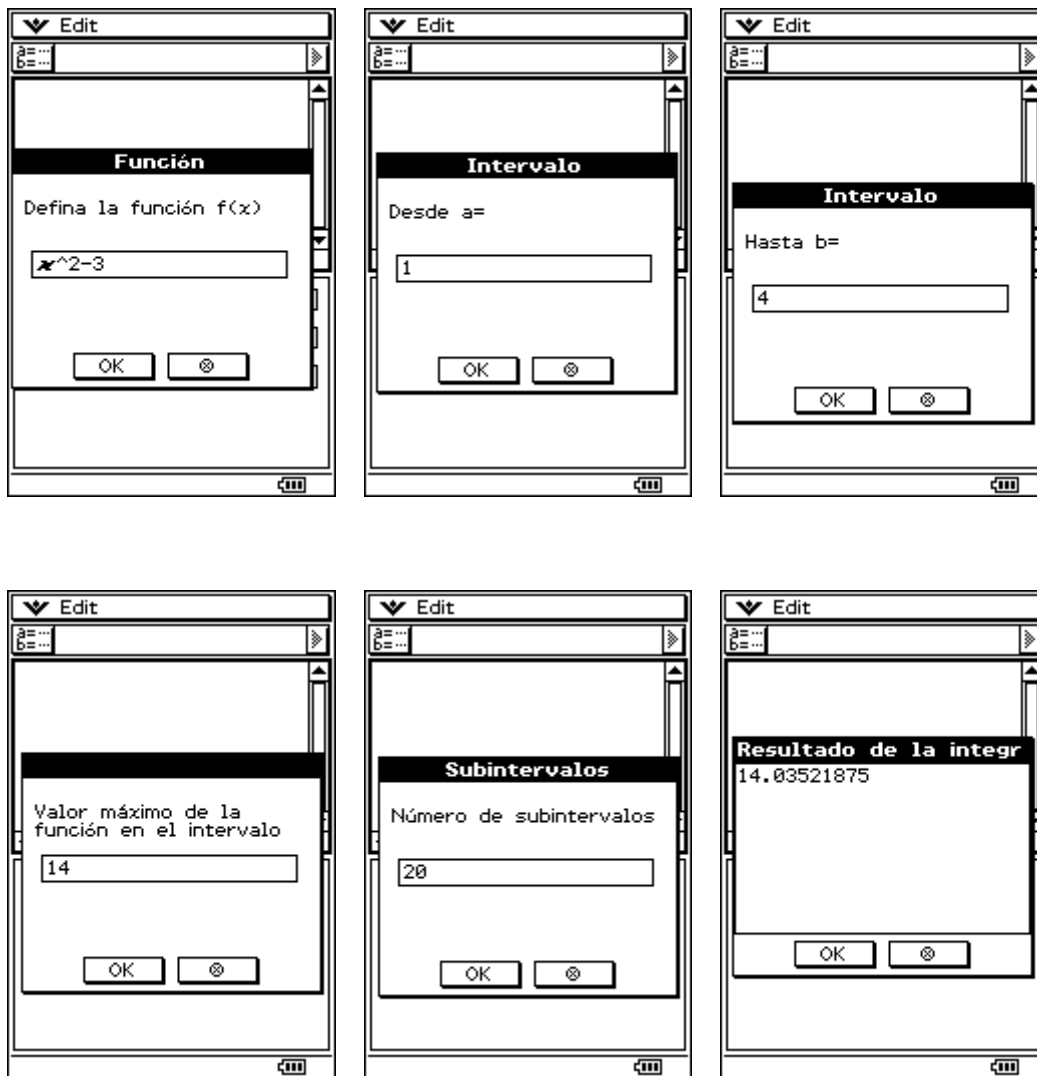 Edit
a=...
b=...
Función
Defina la función f(x)
x^2-3
OK
Edit
a=...
b=...
Intervalo
Desde a=
1
OK
Edit
a=...
b=...
Intervalo
Hasta b=
4
OK
Edit
a=...
b=...
Valor máximo de la
función en el intervalo
14
OK
Edit
a=...
b=...
Subintervalos
Número de subintervalos
20
OK
Edit
a=...
b=...
Resultado de la integr
14.03521875
OK